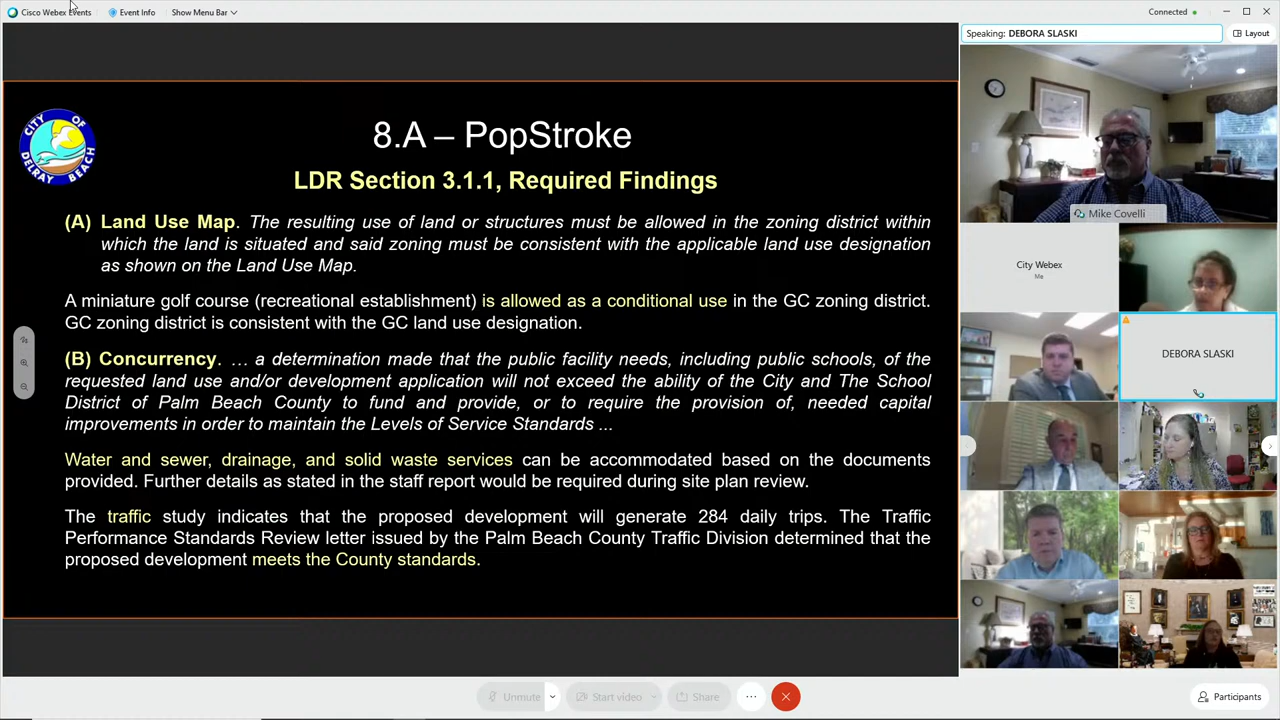 Cisco Webex Events
Event Info
Show Menu Bar
Connected
Speaking: DEBORA SLASKI
Layout
CITY OF
DELRAY BEACH
8.A – PopStroke
LDR Section 3.1.1, Required Findings
(A) Land Use Map. The resulting use of land or structures must be allowed in the zoning district within
which the land is situated and said zoning must be consistent with the applicable land use designation
as shown on the Land Use Map.
A miniature golf course (recreational establishment) is allowed as a conditional use in the GC zoning district.
GC zoning district is consistent with the GC land use designation.
(B) Concurrency. … a determination made that the public facility needs, including public schools, of the
requested land use and/or development application will not exceed the ability of the City and The School
District of Palm Beach County to fund and provide, or to require the provision of, needed capital
improvements in order to maintain the Levels of Service Standards ...
Water and sewer, drainage, and solid waste services can be accommodated based on the documents
provided. Further details as stated in the staff report would be required during site plan review.
The traffic study indicates that the proposed development will generate 284 daily trips. The Traffic
Performance Standards Review letter issued by the Palm Beach County Traffic Division determined that the
proposed development meets the County standards.
Mike Covelli
City Webex
Me
DEBORA SLASKI
Unmute
Start video
Share
Participants